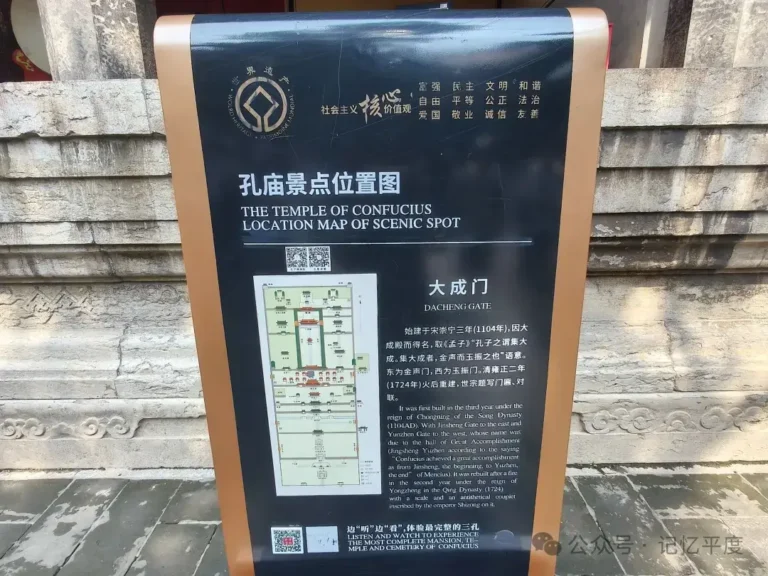 世界遗产
社会主义核心价值观
富强 民主 文明 和谐
自由 平等 公正 法治
爱国 敬业 诚信 友善
孔庙景点位置图
THE TEMPLE OF CONFUCIUS
LOCATION MAP OF SCENIC SPOT
大成门
DACHENG GATE
始建于宋崇宁三年(1104年),因大
成殿而得名,取《孟子》“孔子之谓集大
成。集大成者,金声而玉振之也”语意。
东为金声门,西为玉振门。清雍正二年
(1724年)火后重建,世宗题写门匾、对
联。
It was first built in the third year under the
reign of Chongning of the Song Dynasty
(1104AD). With Jinsheng Gate to the east and
Yunzhen Gate to the west, whose name was
due to the hall of Great Accomplishment
(Jingsheng Yuzhen according to the saying
"Confucius achieved a great accomplishment
as from Jinsheng, the beginning, to Yuzhen,
the end" of Mencius). It was rebuilt after a fire
in the second year under the reign of
Yongzheng in the Qing Dynasty (1724)
with a scale and an antithetical couplet
inscribed by the emperor Shizong on it.
边“听”边“看”,体验最完整的三孔
LISTEN AND WATCH TO EXPERIENCE
THE MOST COMPLETE MANSION, TE-
MPLE AND CEMETERY OF CONFUCIUS
公众号·记忆平度